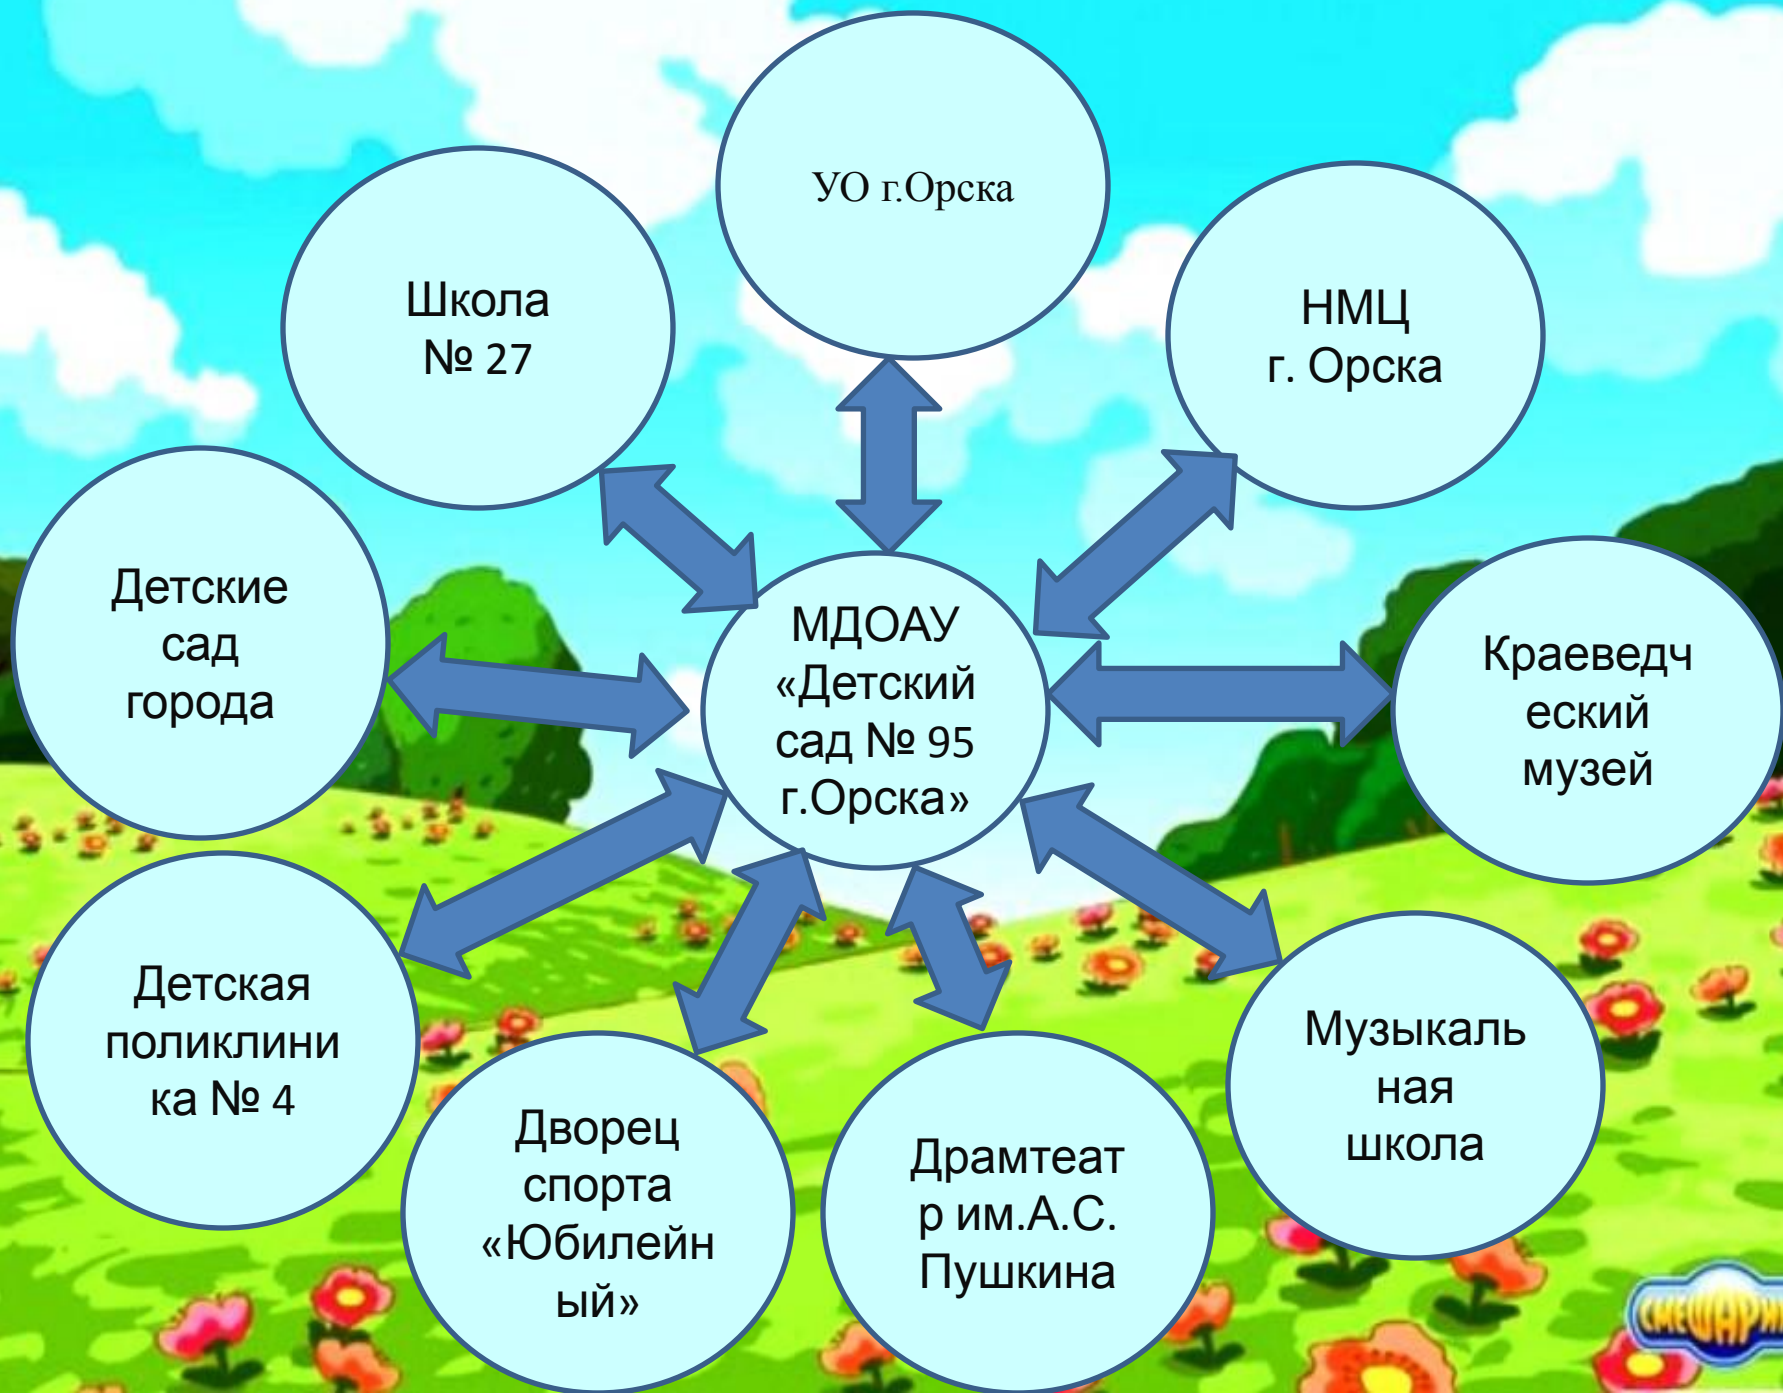 УО г.Орска
Школа
№ 27
НМЦ
г. Орска
Детские
сад
города
МДОАУ
«Детский
сад № 95
г.Орска»
Краеведч
еский
музей
Детская
поликлини
ка № 4
Дворец
спорта
«Юбилейн
ый»
Драмтеат
р им.А.С.
Пушкина
Музыкаль
ная
школа